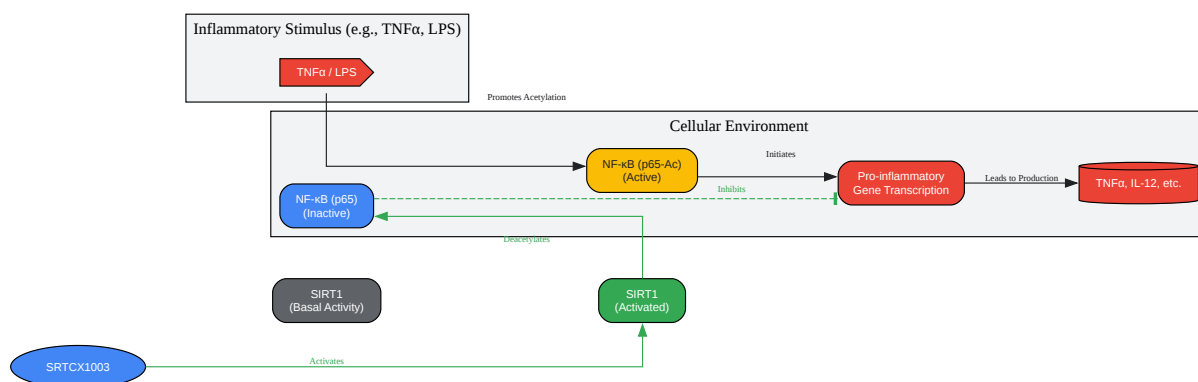 Inflammatory Stimulus (e.g., TNFα, LPS)
TNFα / LPS
Promotes Acetylation
Cellular Environment
NF-κB (p65-Ac)
(Active)
Initiates
Pro-inflammatory
Gene Transcription
Leads to Production
TNFα, IL-12, etc.
NF-κB (p65)
(Inactive)
Inhibits
Deacetylates
SIRT1
(Basal Activity)
SIRT1
(Activated)
SRTCX1003
Activates